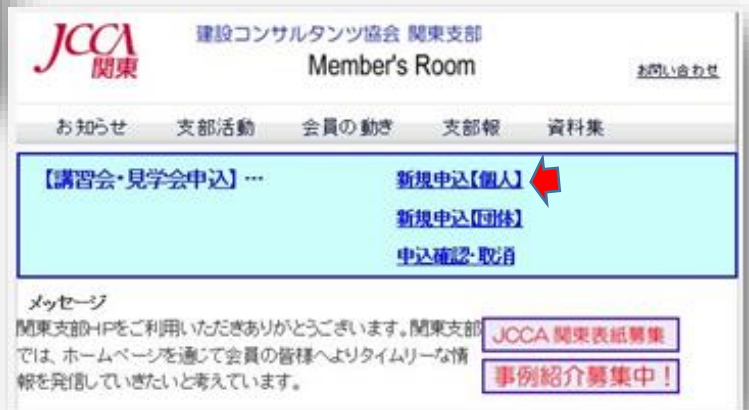 JCCA
関東
建設コンサルタンツ協会 関東支部
Member's Room
お問い合わせ
お知らせ 支部活動 会員の動き 支部報 資料集
【講習会・見学会申込】 … 新規申込【個人】
新規申込【団体】
申込確認・取消
メッセージ
関東支部HPをご利用いただきありがとうございます。関東支部
では、ホームページを通じて会員の皆様へよりタイムリーな情
報を発信していきたいと考えています。
JCCA 関東表紙募集
事例紹介募集中！